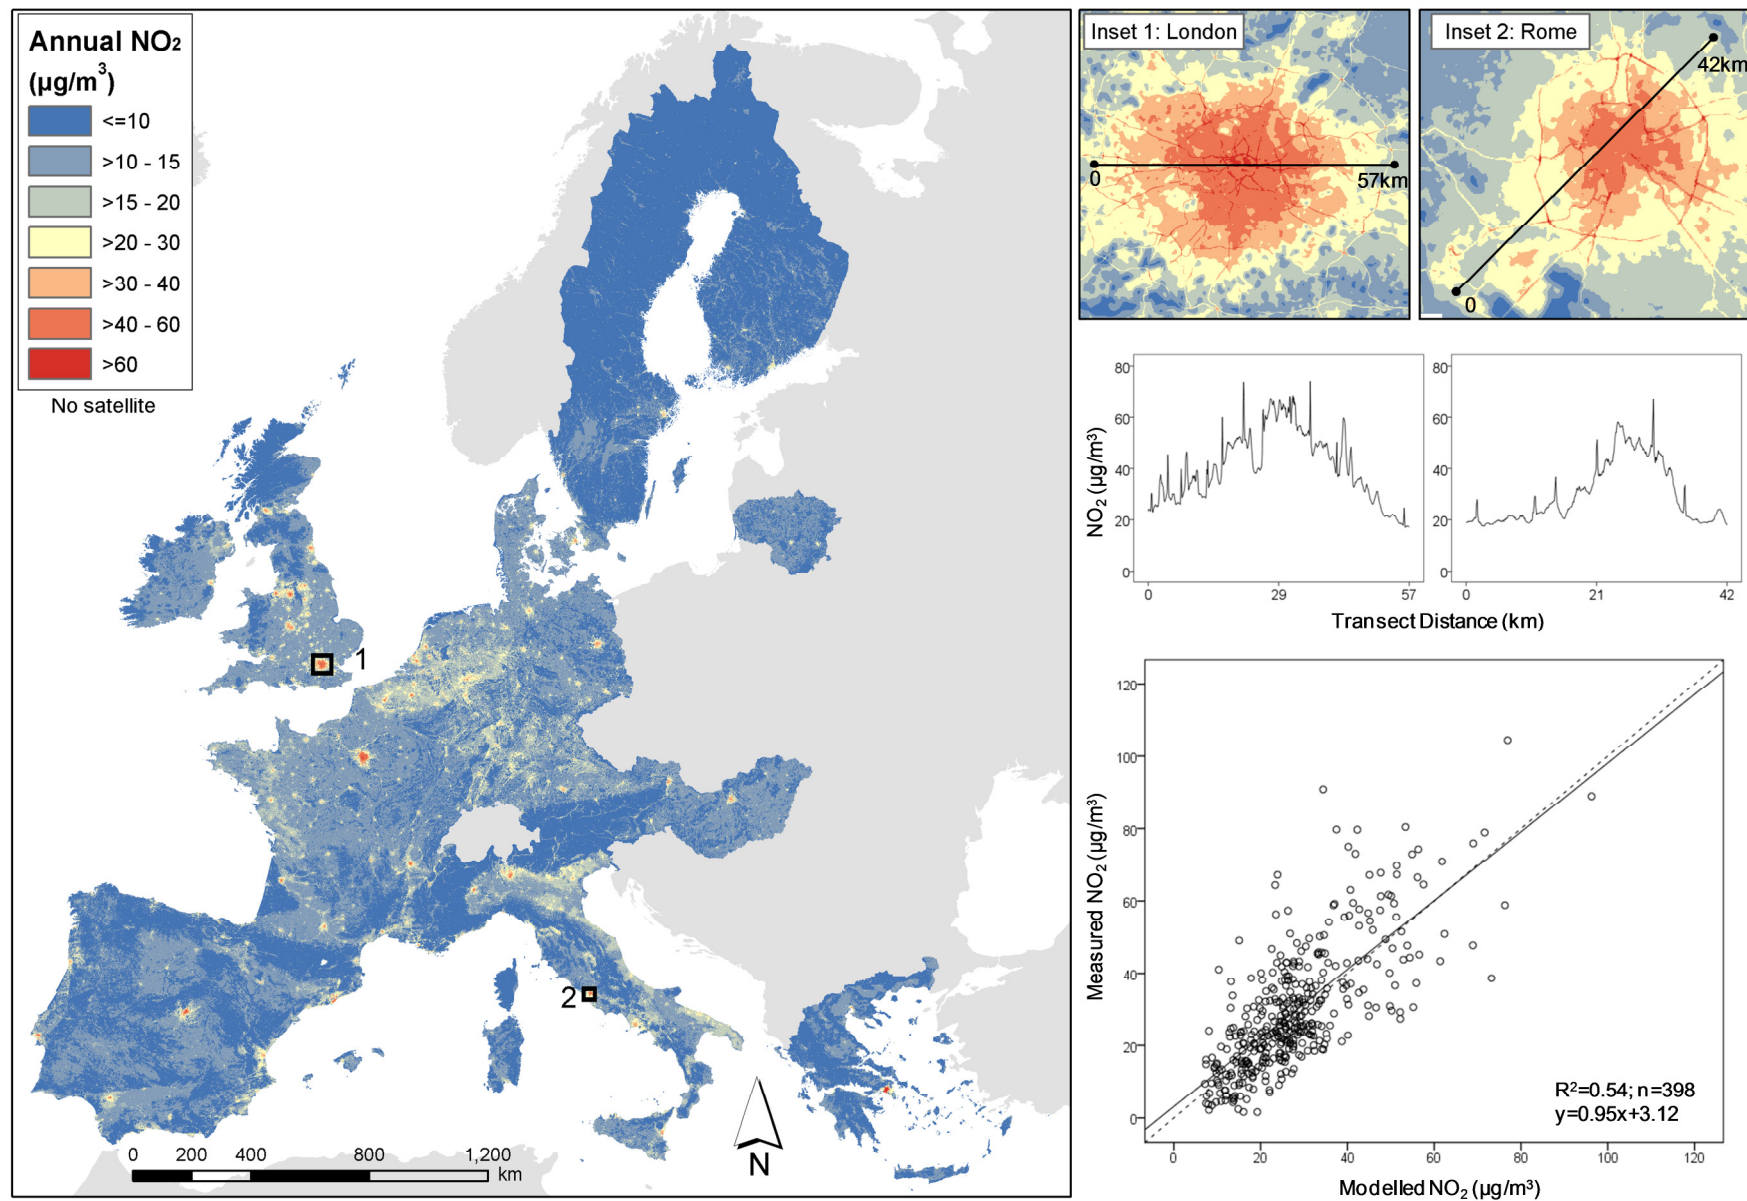 Annual NO2
(µg/m³)
<=10
>10 - 15
>15 - 20
>20 - 30
>30 - 40
>40 - 60
>60
No satellite
1
2
0 200 400 800 1,200
km
N
Inset 1: London
0
57km
Inset 2: Rome
42km
0
80
60
40
20
0
NO₂ (µg/m³)
0 29 57
80
60
40
20
0
0 21 42
Transect Distance (km)
120
100
80
60
40
20
0
Measured NO₂ (µg/m³)
R²=0.54; n=398
y=0.95x+3.12
0 20 40 60 80 100 120
Modelled NO₂ (µg/m³)